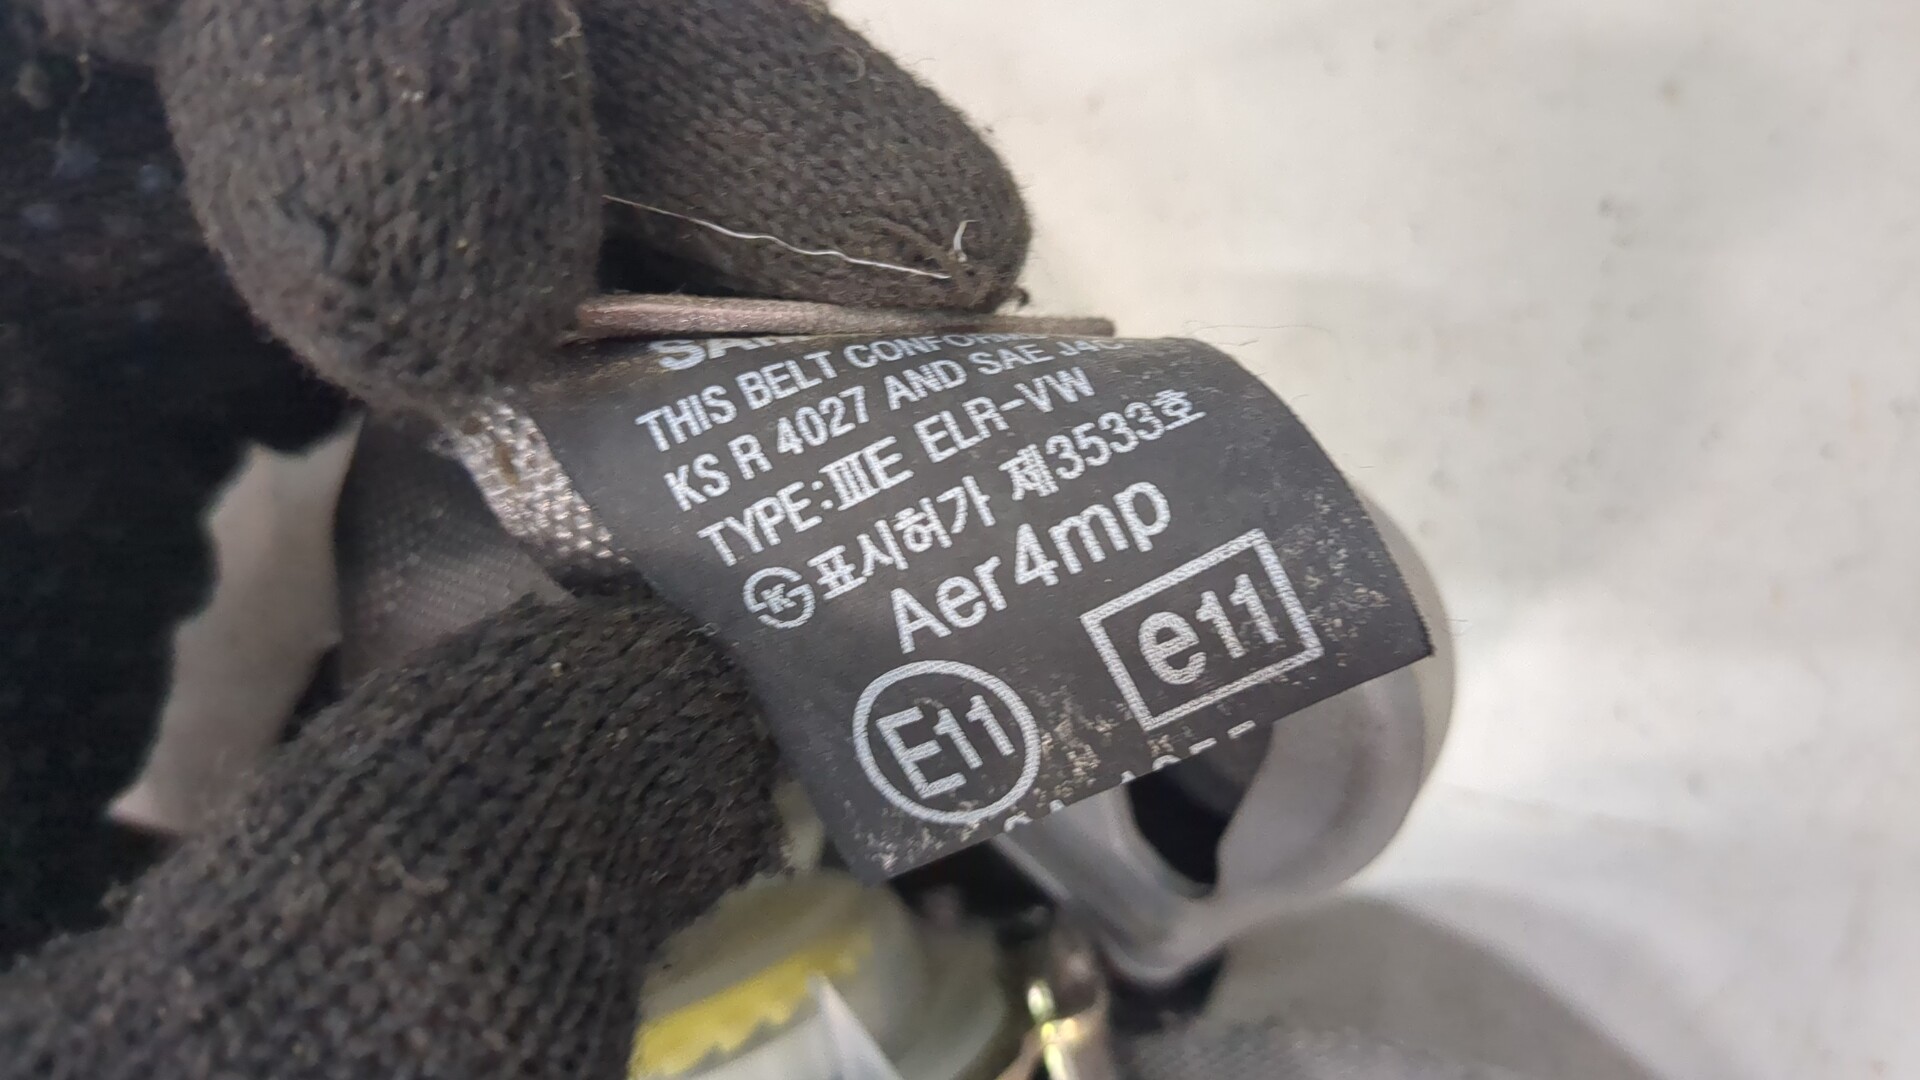 THIS BELT
KS R 4027 AND SAE
TYPE:ⅢE ELR-VW
표시허가 제3533호
Aer4mp
E11 e11